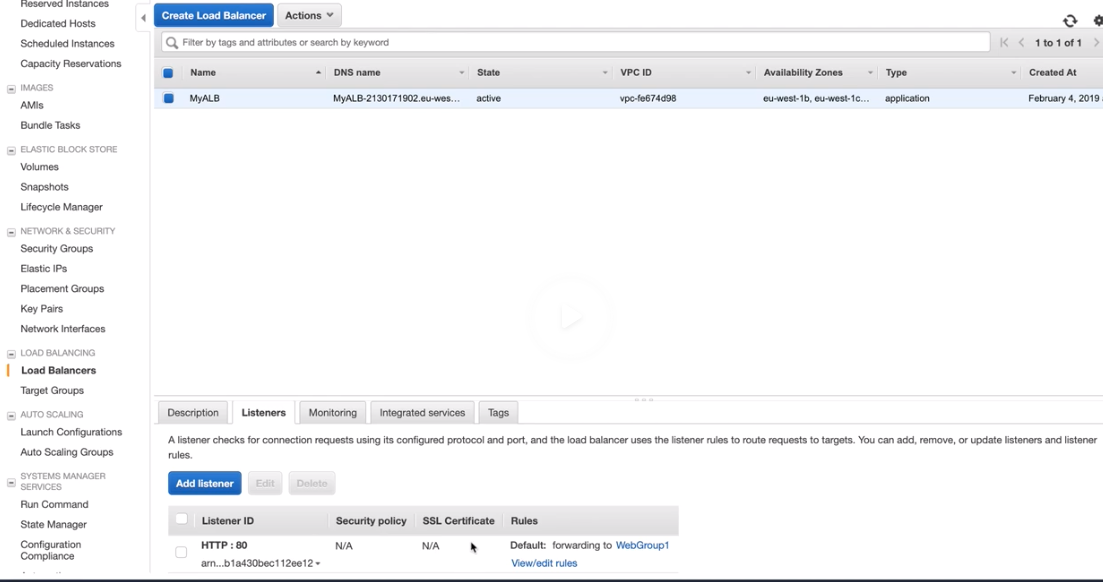 Reserved Instances
Dedicated Hosts
Scheduled Instances
Capacity Reservations
IMAGES
AMIs
Bundle Tasks
ELASTIC BLOCK STORE
Volumes
Snapshots
Lifecycle Manager
NETWORK & SECURITY
Security Groups
Elastic IPs
Placement Groups
Key Pairs
Network Interfaces
LOAD BALANCING
Load Balancers
Target Groups
AUTO SCALING
Launch Configurations
Auto Scaling Groups
SYSTEMS MANAGER
SERVICES
Run Command
State Manager
Configuration
Compliance
Create Load Balancer Actions
Filter by tags and attributes or search by keyword 1 to 1 of 1
Name DNS name State VPC ID Availability Zones Type Created At
MyALB MyALB-2130171902.eu-wes... active vpc-fe674d98 eu-west-1b, eu-west-1c... application February 4, 2019
Description Listeners Monitoring Integrated services Tags
A listener checks for connection requests using its configured protocol and port, and the load balancer uses the listener rules to route requests to targets. You can add, remove, or update listeners and listener
rules.
Add listener Edit Delete
Listener ID Security policy SSL Certificate Rules
HTTP : 80 N/A N/A Default: forwarding to WebGroup1
arn...b1a430bec112ee12 View/edit rules